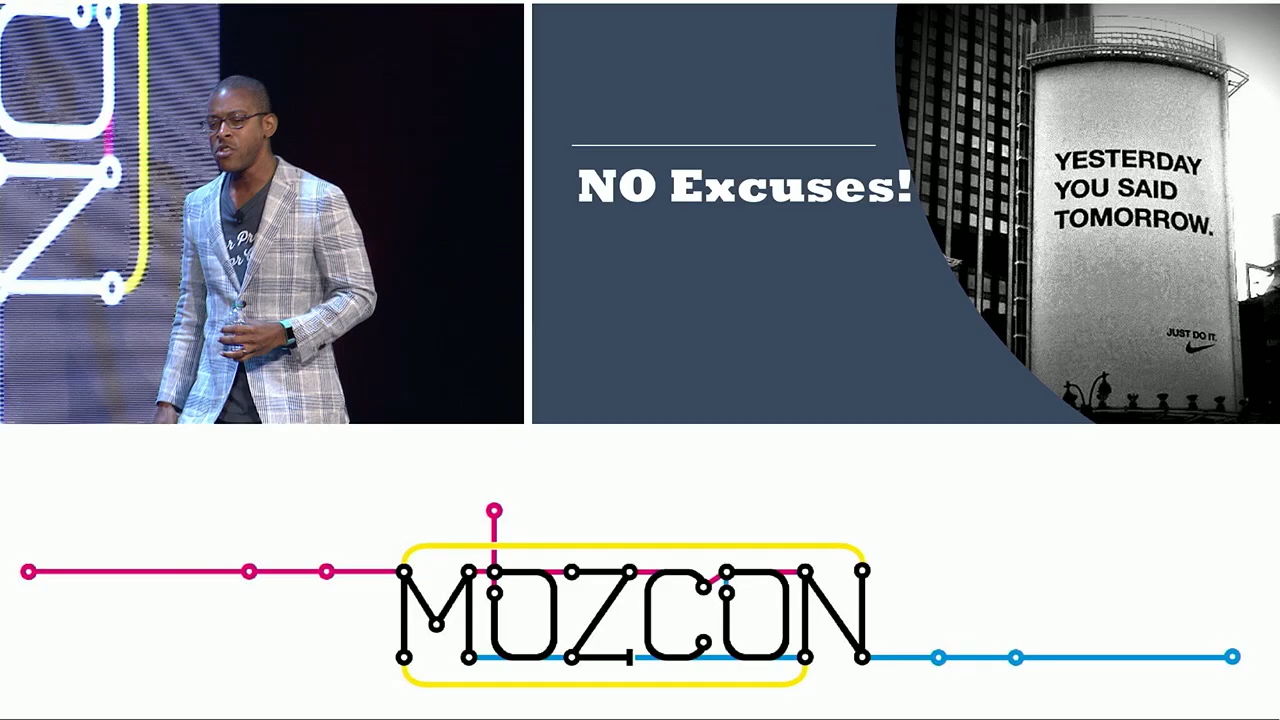 NO Excuses!
YESTERDAY
YOU SAID
TOMORROW.
JUST DO IT.
MOZCON